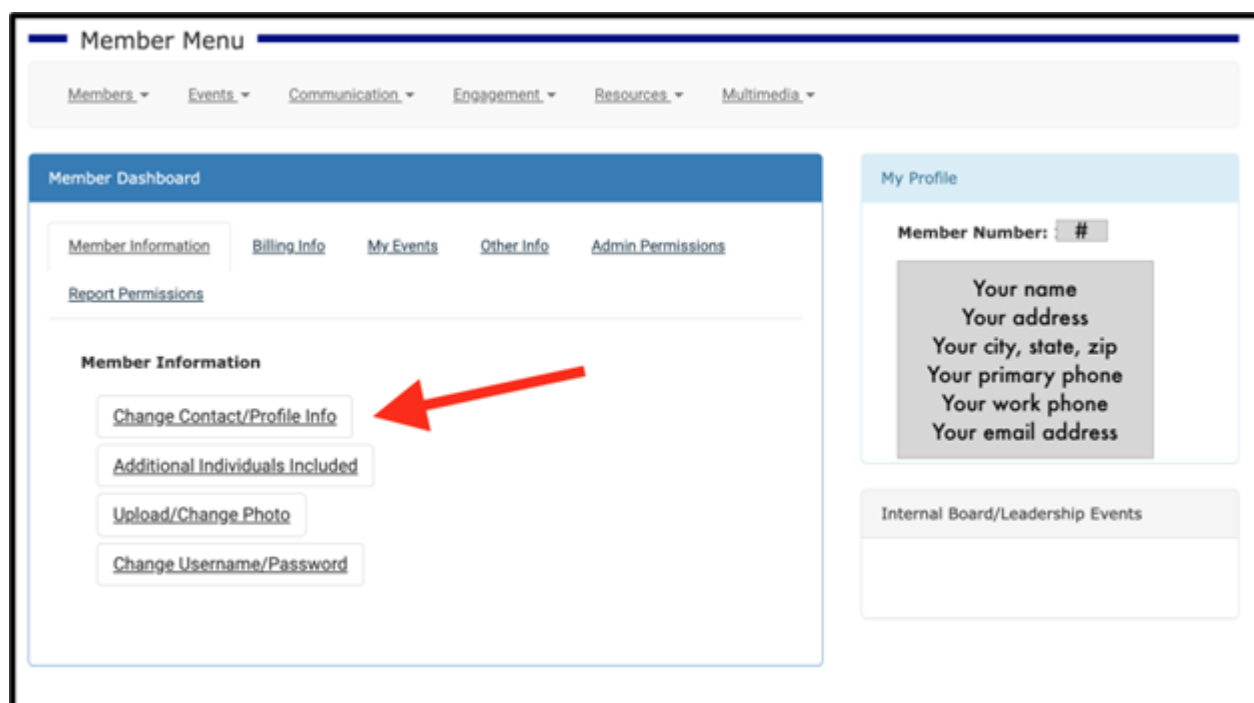 Member Menu
Members Events Communication Engagement Resources Multimedia
Member Dashboard
Member Information Billing Info My Events Other Info Admin Permissions
Report Permissions
Member Information
Change Contact/Profile Info
Additional Individuals Included
Upload/Change Photo
Change Username/Password
My Profile
Member Number: #
Your name
Your address
Your city, state, zip
Your primary phone
Your work phone
Your email address
Internal Board/Leadership Events